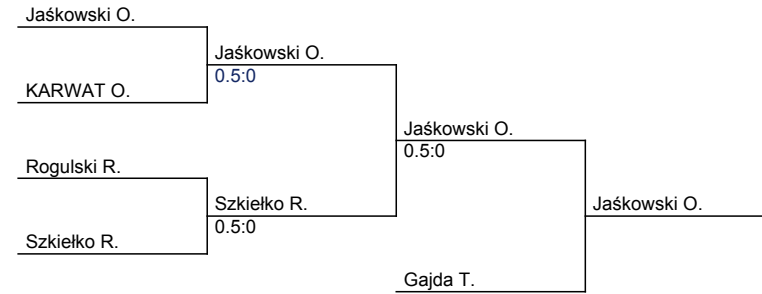 Jaśkowski O.
Jaśkowski O.
0.5:0
KARWAT O.
Jaśkowski O.
0.5:0
Rogulski R.
Szkiełko R.
0.5:0
Jaśkowski O.
Szkiełko R.
Gajda T.